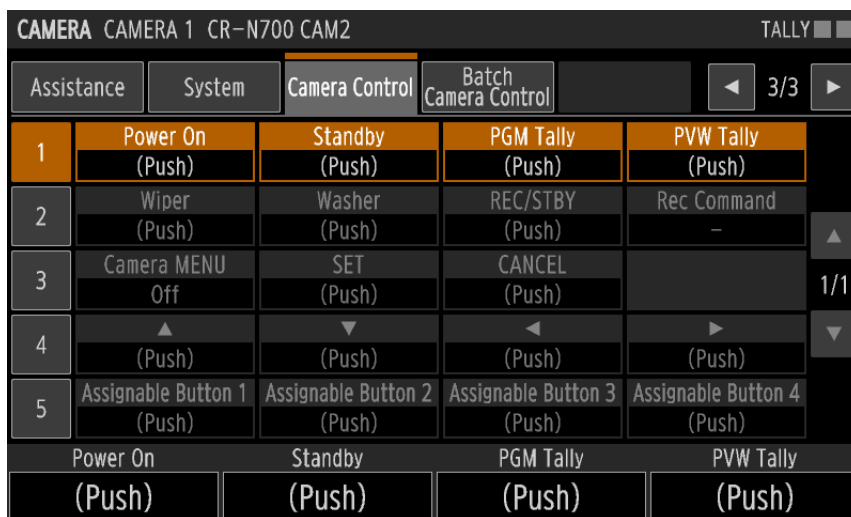 CAMERA CAMERA 1 CR-N700 CAM2 TALLY
Assistance System Camera Control Batch Camera Control ◄ 3/3 ►
1 Power On Standby PGM Tally PVW Tally
(Push) (Push) (Push) (Push)
2 Wiper Washer REC/STBY Rec Command
(Push) (Push) (Push) –
3 Camera MENU SET CANCEL
Off (Push) (Push)
1/1
4 ▲ ▼ ◄ ►
(Push) (Push) (Push) (Push)
5 Assignable Button 1 Assignable Button 2 Assignable Button 3 Assignable Button 4
(Push) (Push) (Push) (Push)
Power On Standby PGM Tally PVW Tally
(Push) (Push) (Push) (Push)